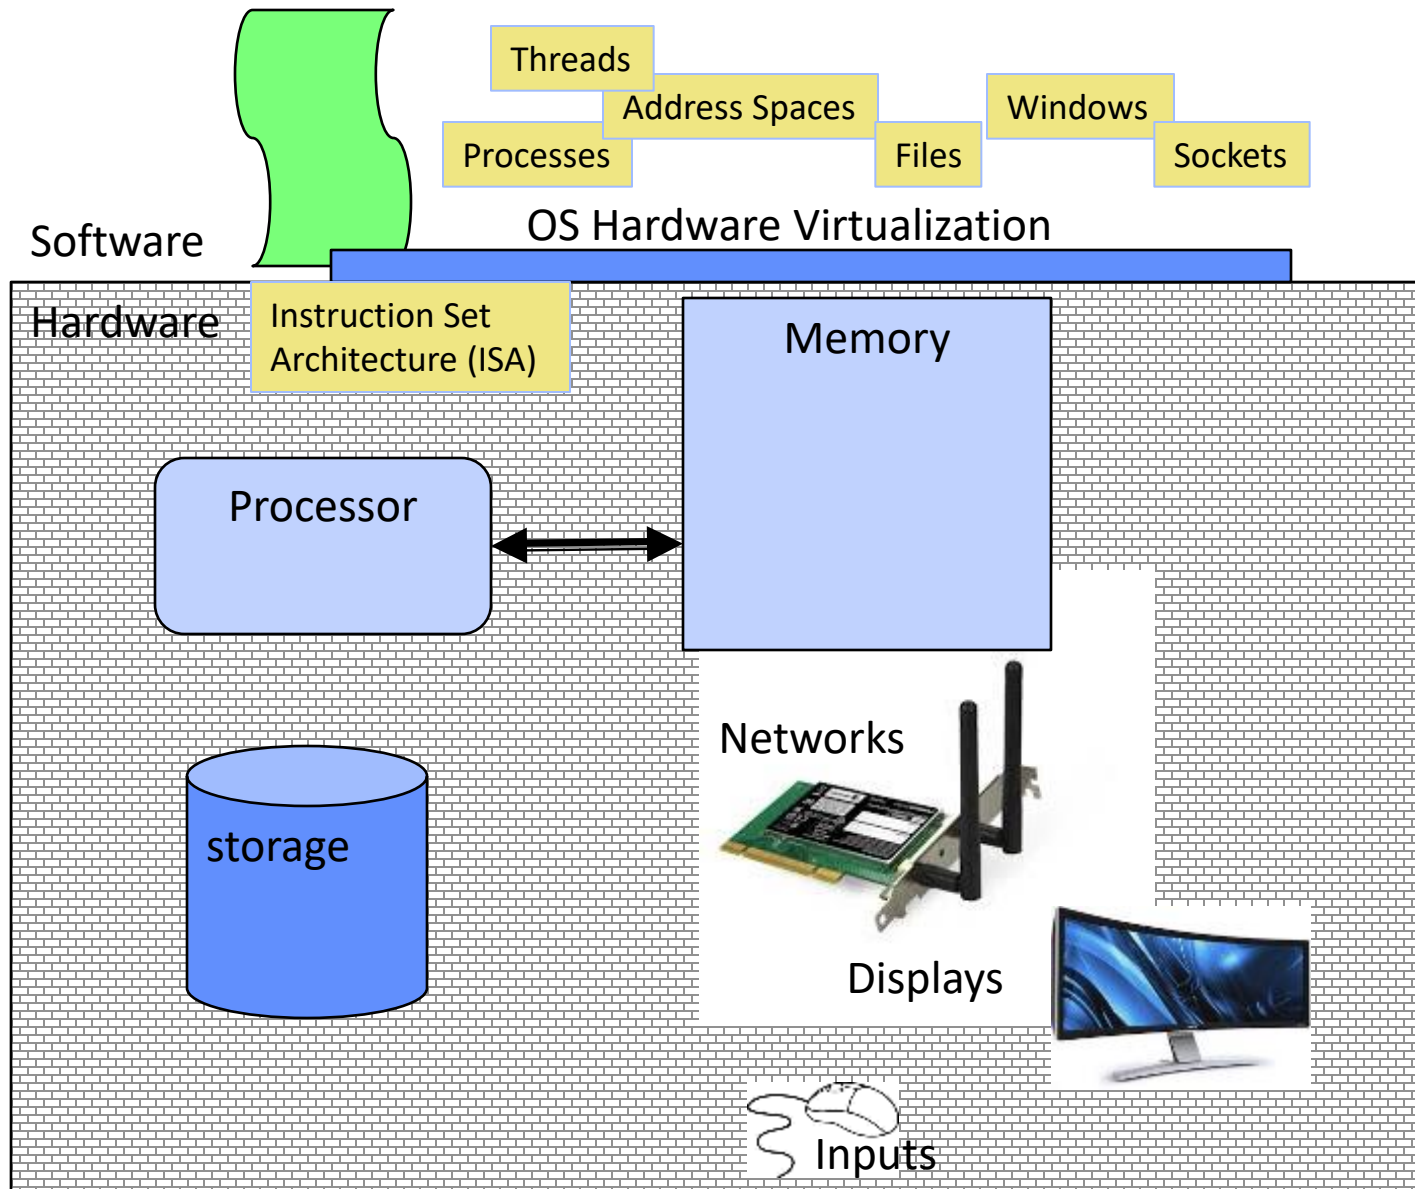 Threads
Address Spaces
Windows
Processes
Files
Sockets
OS Hardware Virtualization
Software
Hardware
Instruction Set
Architecture (ISA)
Memory
Processor
Networks
storage
Displays
Inputs